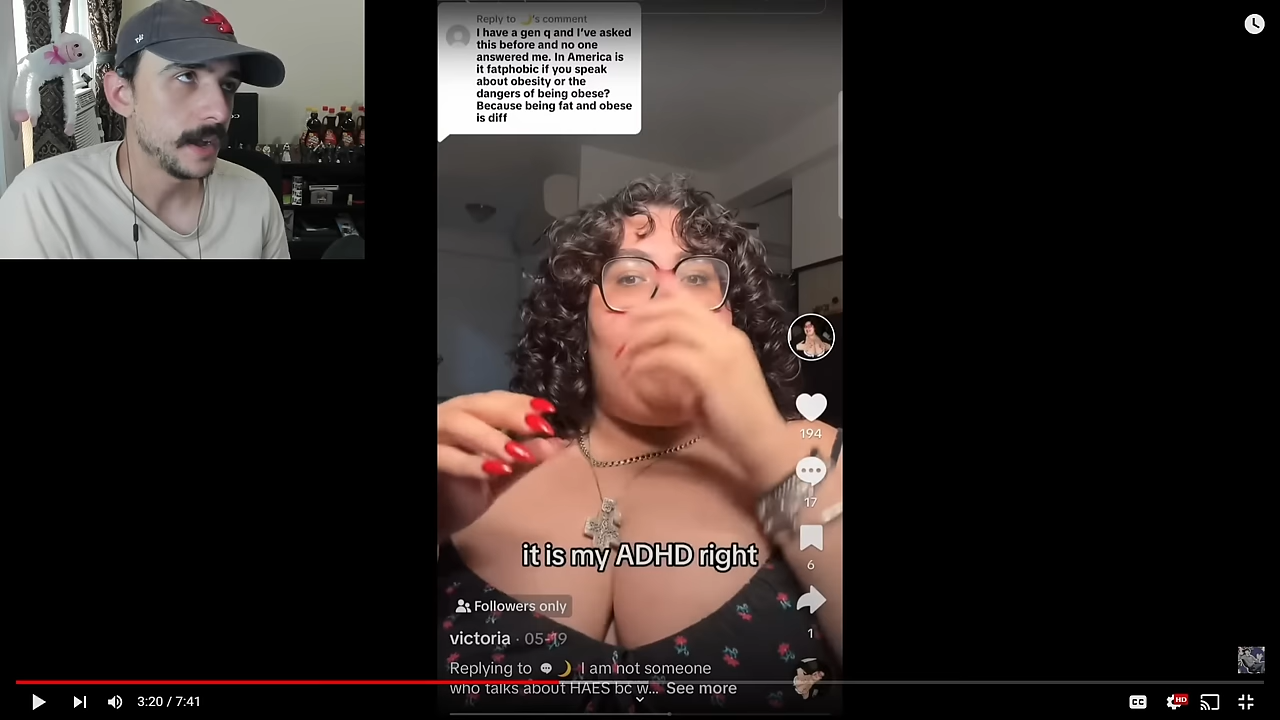 Reply to 🌙's comment
I have a gen q and I've asked
this before and no one
answered me. In America is
it fatphobic if you speak
about obesity or the
dangers of being obese?
Because being fat and obese
is diff
194
17
it is my ADHD right
6
Followers only
1
victoria · 05-19
Replying to 💬🌙 I am not someone
who talks about HAES bc w... See more
3:20 / 7:41
CC
HD